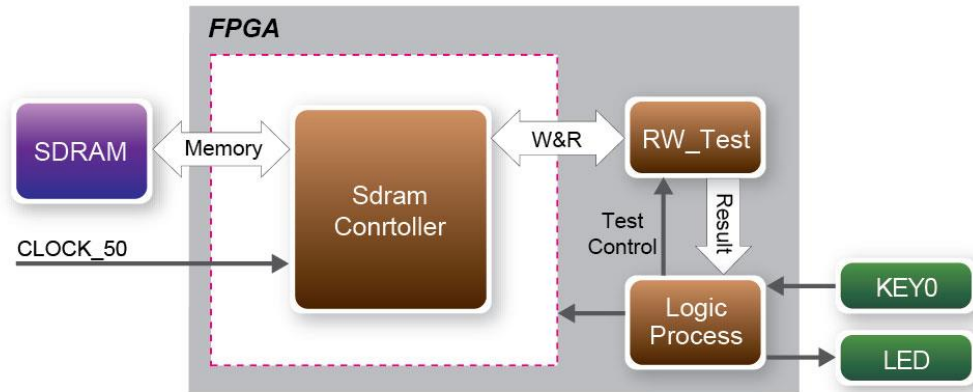 FPGA
SDRAM
Memory
W&R
RW_Test
Sdram
Conrtoller
CLOCK_50
Test
Control
Result
Logic
Process
KEY0
LED